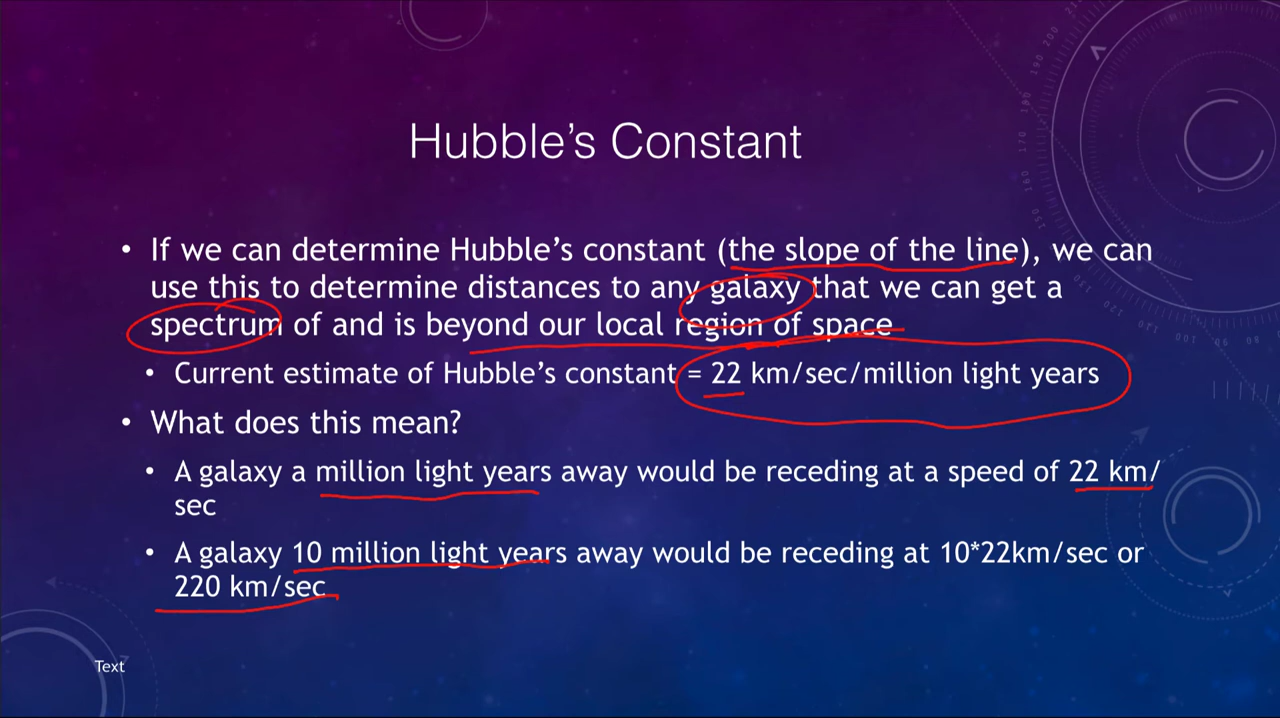 Hubble's Constant
• If we can determine Hubble's constant (the slope of the line), we can
use this to determine distances to any galaxy that we can get a
spectrum of and is beyond our local region of space
• Current estimate of Hubble's constant = 22 km/sec/million light years
• What does this mean?
• A galaxy a million light years away would be receding at a speed of 22 km/
sec
• A galaxy 10 million light years away would be receding at 10*22km/sec or
220 km/sec
Text